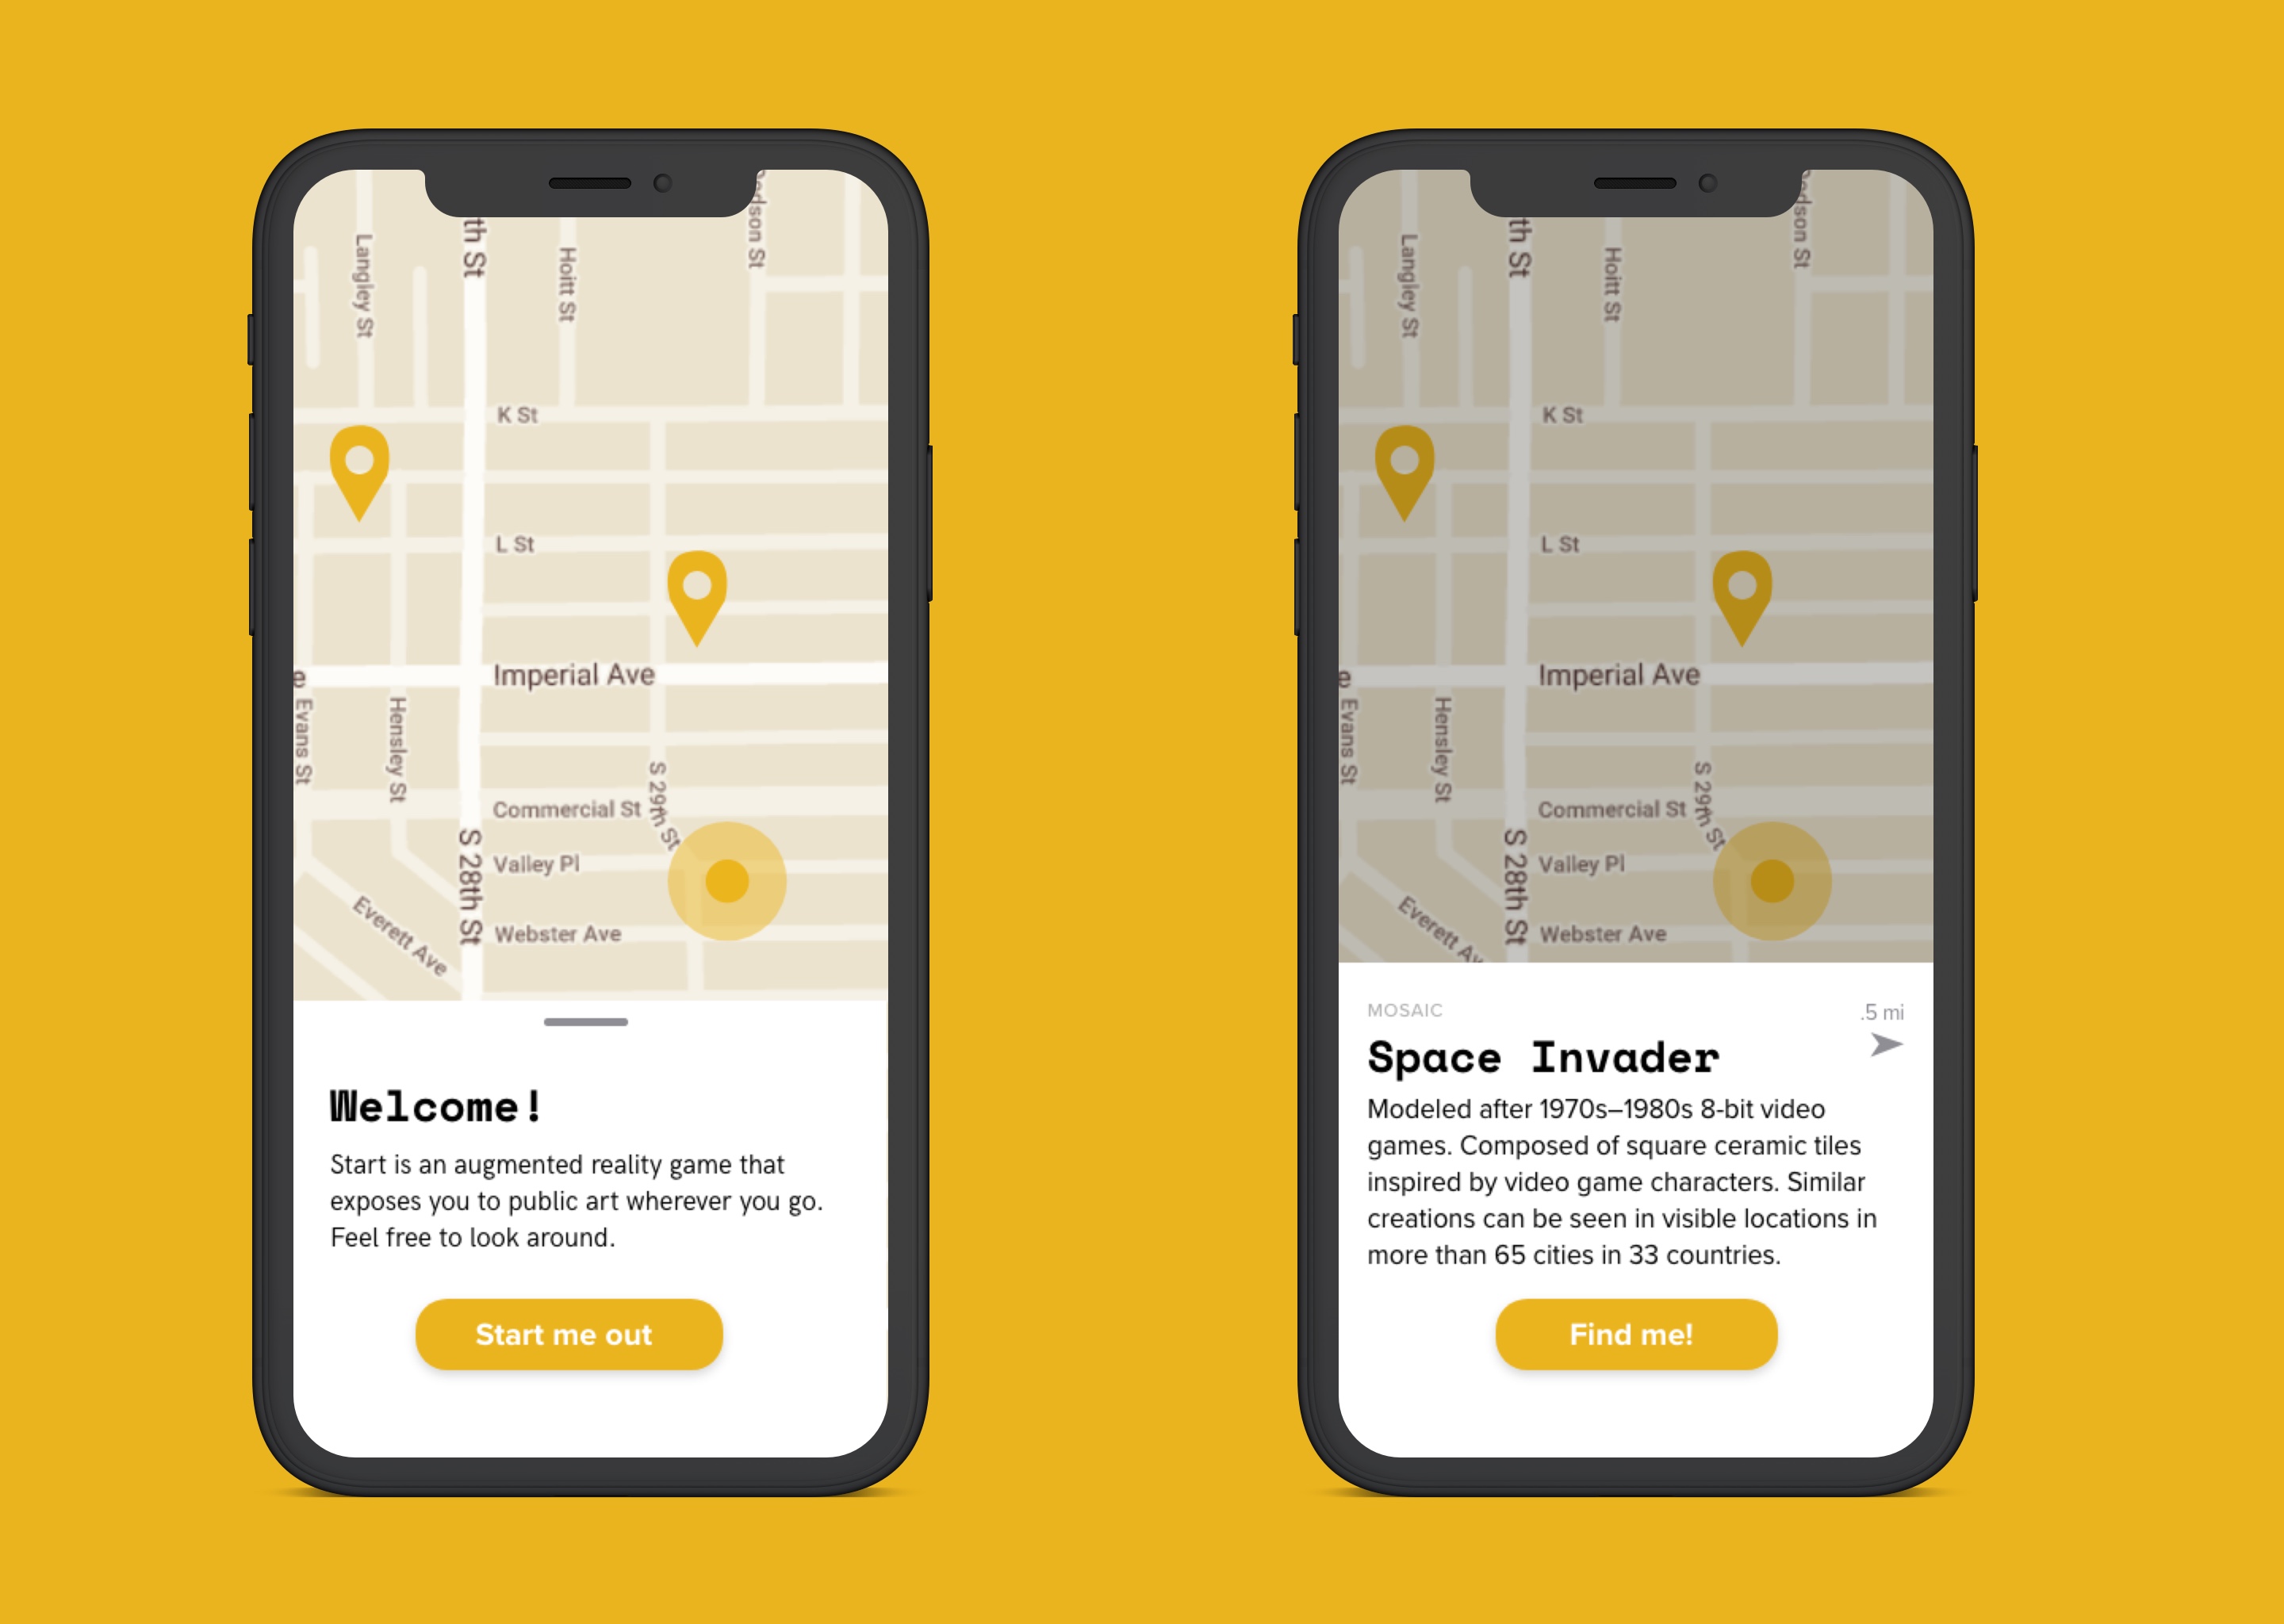 Langley St
th St
Hoitt St
dson St
K St
L St
Imperial Ave
e
Evans St
Hensley St
S 29th St
Commercial St
S 28th St
Valley Pl
Everett Ave
Webster Ave
Welcome!
Start is an augmented reality game that
exposes you to public art wherever you go.
Feel free to look around.
Start me out
Langley St
th St
Hoitt St
dson St
K St
L St
Imperial Ave
e
Evans St
Hensley St
S 29th St
Commercial St
S 28th St
Valley Pl
Everett Av
Webster Ave
MOSAIC
.5 mi
Space Invader
Modeled after 1970s–1980s 8-bit video
games. Composed of square ceramic tiles
inspired by video game characters. Similar
creations can be seen in visible locations in
more than 65 cities in 33 countries.
Find me!